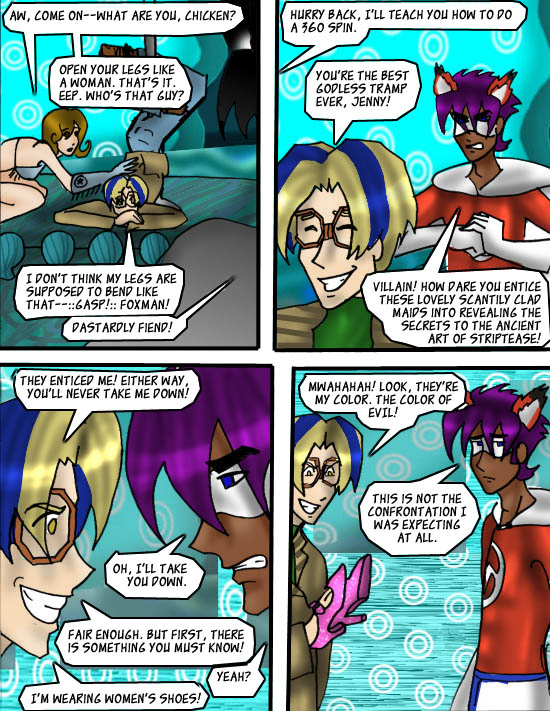 AW, COME ON--WHAT ARE YOU, CHICKEN?
OPEN YOUR LEGS LIKE
A WOMAN. THAT'S IT.
EEP. WHO'S THAT GUY?
I DON'T THINK MY LEGS ARE
SUPPOSED TO BEND LIKE
THAT--::GASP!:: FOXMAN!
DASTARDLY FIEND!
HURRY BACK, I'LL TEACH YOU HOW TO DO
A 360 SPIN.
YOU'RE THE BEST
GODLESS TRAMP
EVER, JENNY!
VILLAIN! HOW DARE YOU ENTICE
THESE LOVELY SCANTILY CLAD
MAIDS INTO REVEALING THE
SECRETS TO THE ANCIENT
ART OF STRIPTEASE!
THEY ENTICED ME! EITHER WAY,
YOU'LL NEVER TAKE ME DOWN!
OH, I'LL TAKE
YOU DOWN.
FAIR ENOUGH. BUT FIRST, THERE
IS SOMETHING YOU MUST KNOW!
YEAH?
I'M WEARING WOMEN'S SHOES!
MWAHAHAH! LOOK, THEY'RE
MY COLOR. THE COLOR OF
EVIL!
THIS IS NOT THE
CONFRONTATION I
WAS EXPECTING
AT ALL.